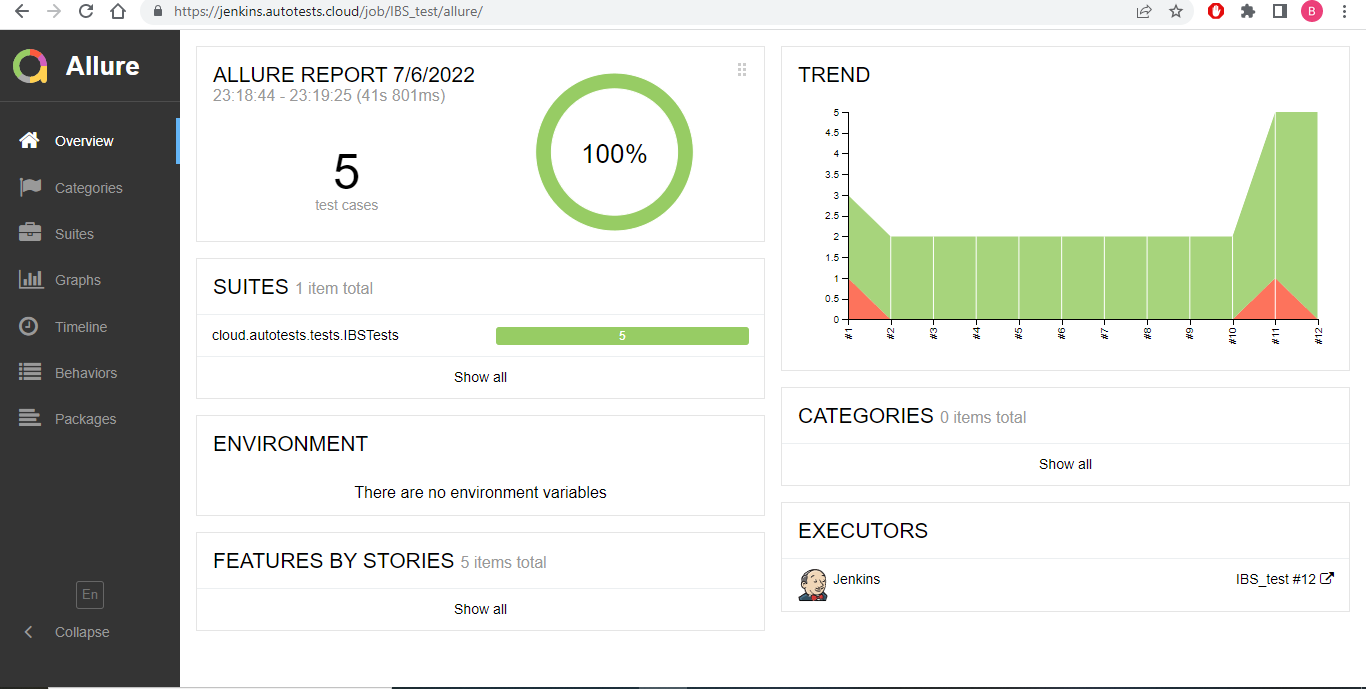 https://jenkins.autotests.cloud/job/IBS_test/allure/
B
Allure
Overview
Categories
Suites
Graphs
Timeline
Behaviors
Packages
En
Collapse
ALLURE REPORT 7/6/2022
23:18:44 - 23:19:25 (41s 801ms)
5
test cases
100%
SUITES 1 item total
cloud.autotests.tests.IBSTests 5
Show all
ENVIRONMENT
There are no environment variables
FEATURES BY STORIES 5 items total
Show all
TREND
5
4.5
4
3.5
3
2.5
2
1.5
1
0.5
0
#1 #2 #3 #4 #5 #6 #7 #8 #9 #10 #11 #12
CATEGORIES 0 items total
Show all
EXECUTORS
Jenkins IBS_test #12